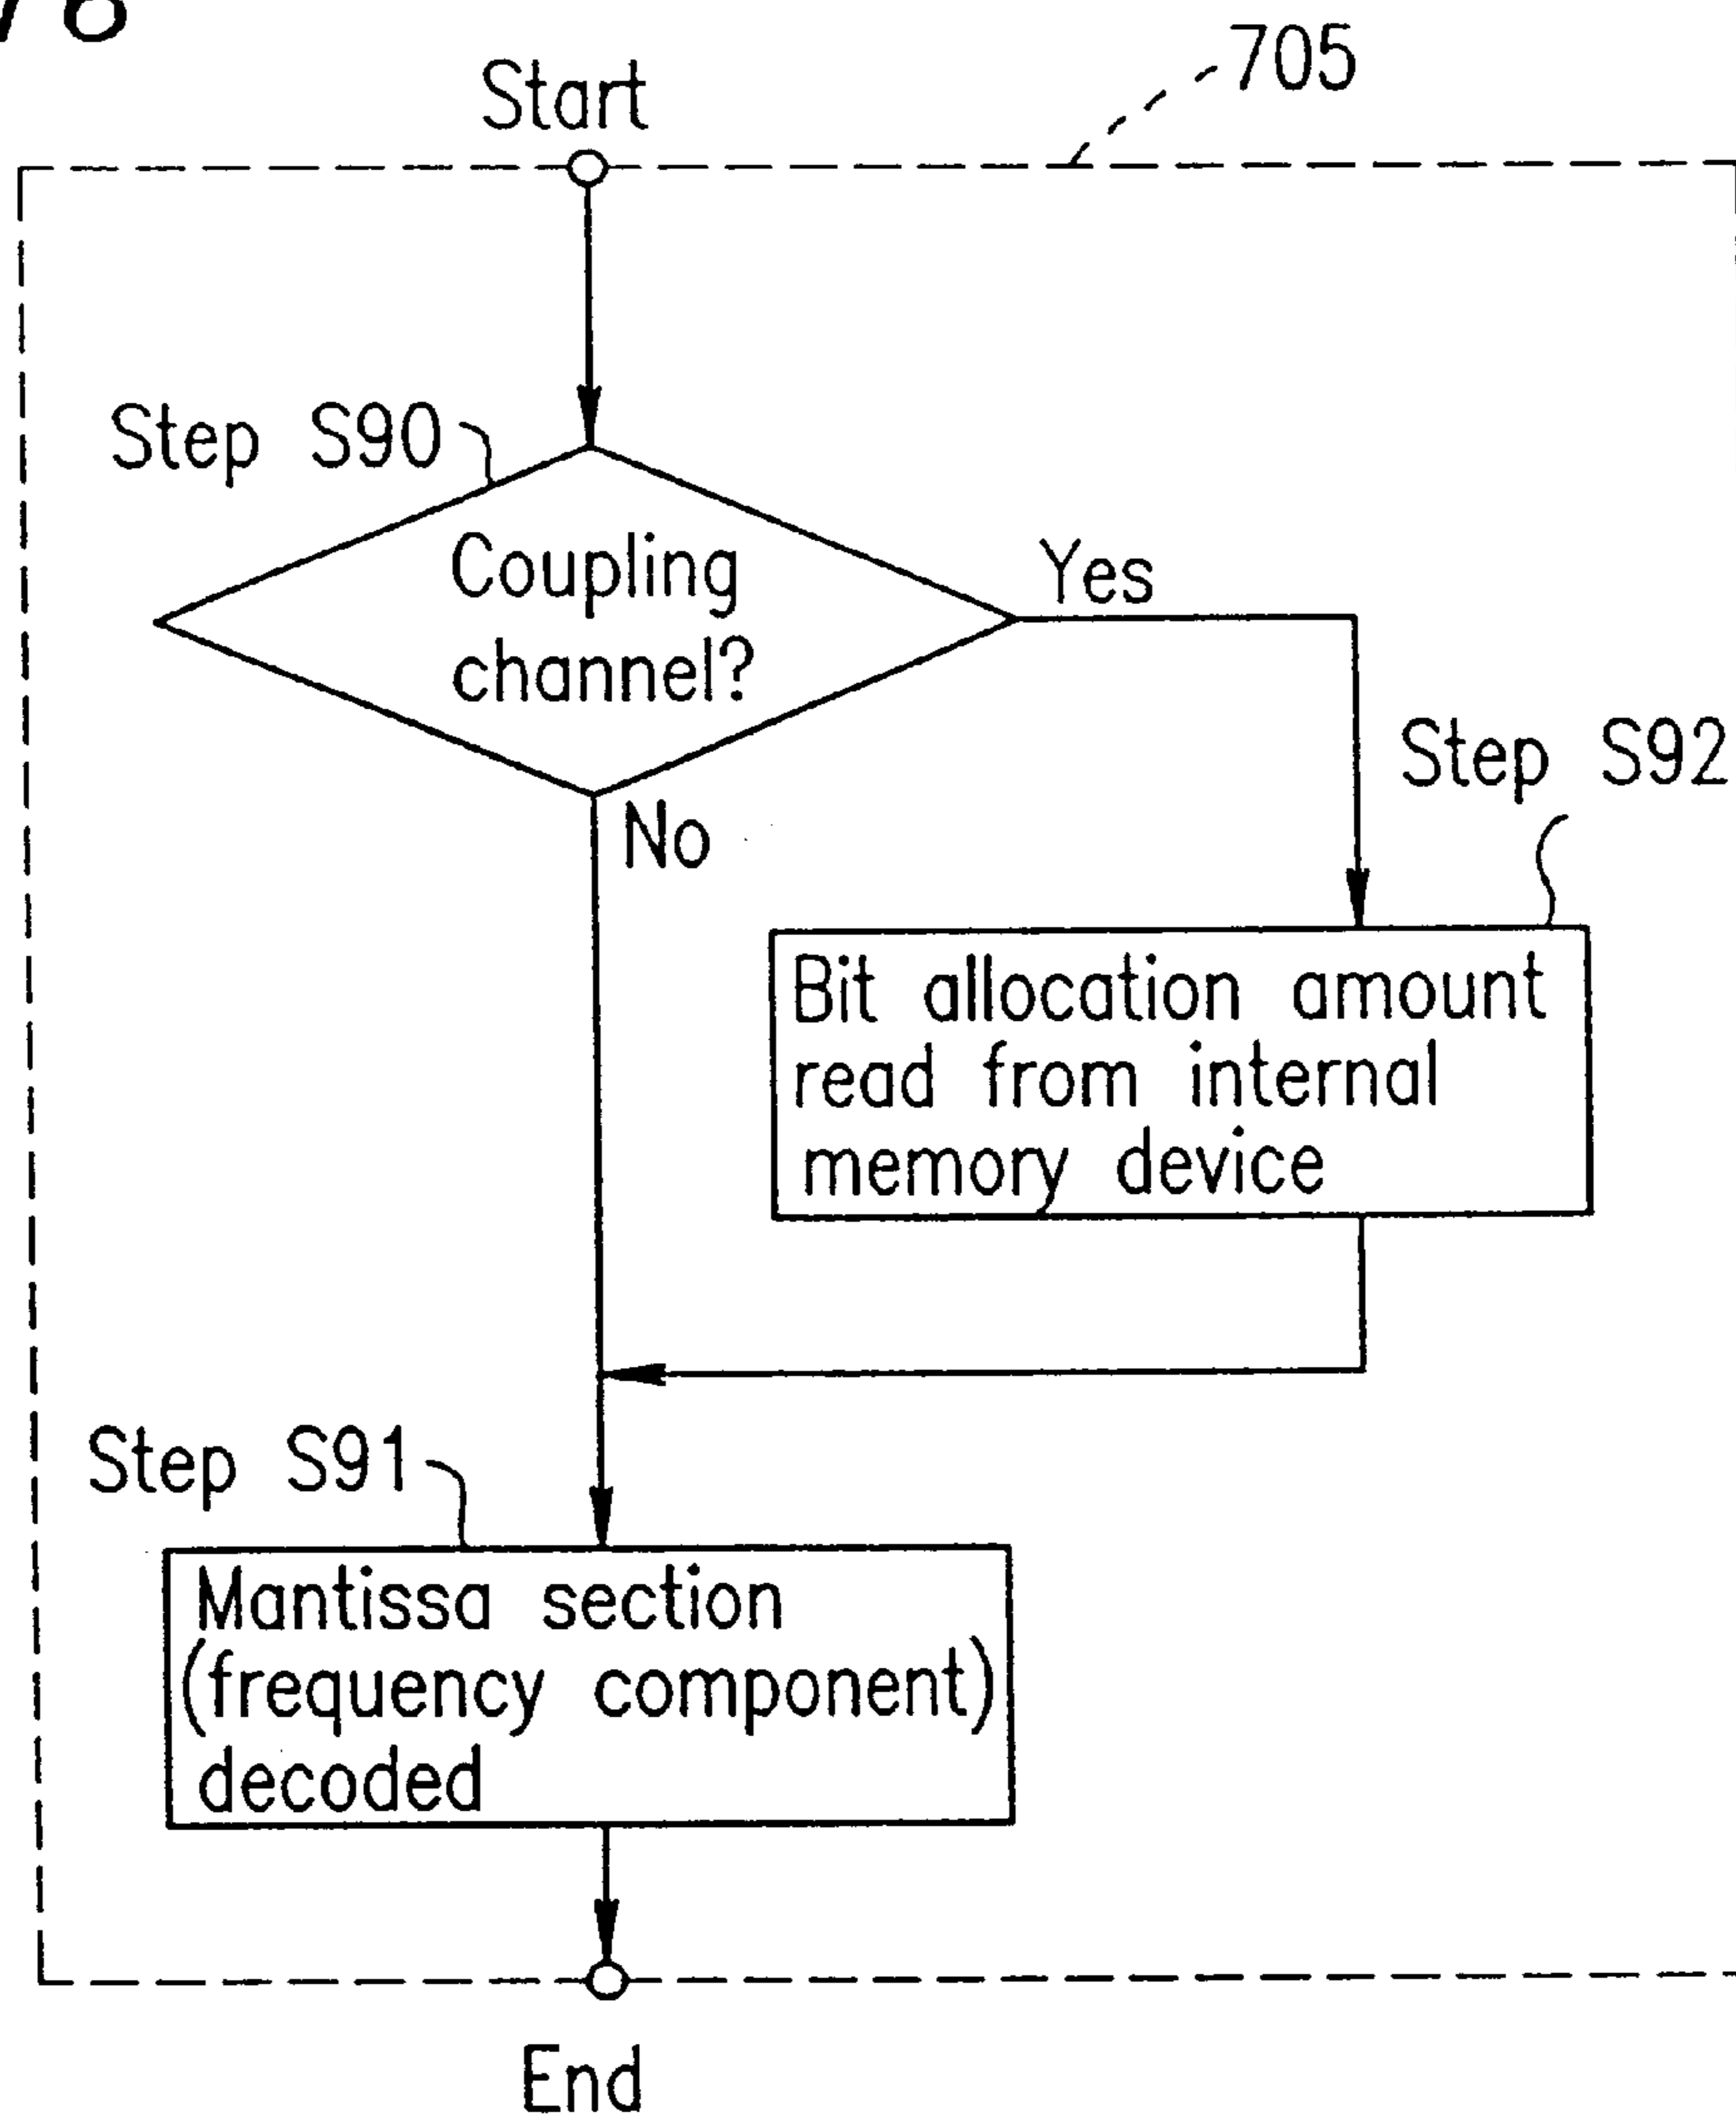 705
Start
Step S90
Coupling
channel?
Yes
No
Step S92
Bit allocation amount
read from internal
memory device
Step S91
Mantissa section
(frequency component)
decoded
End